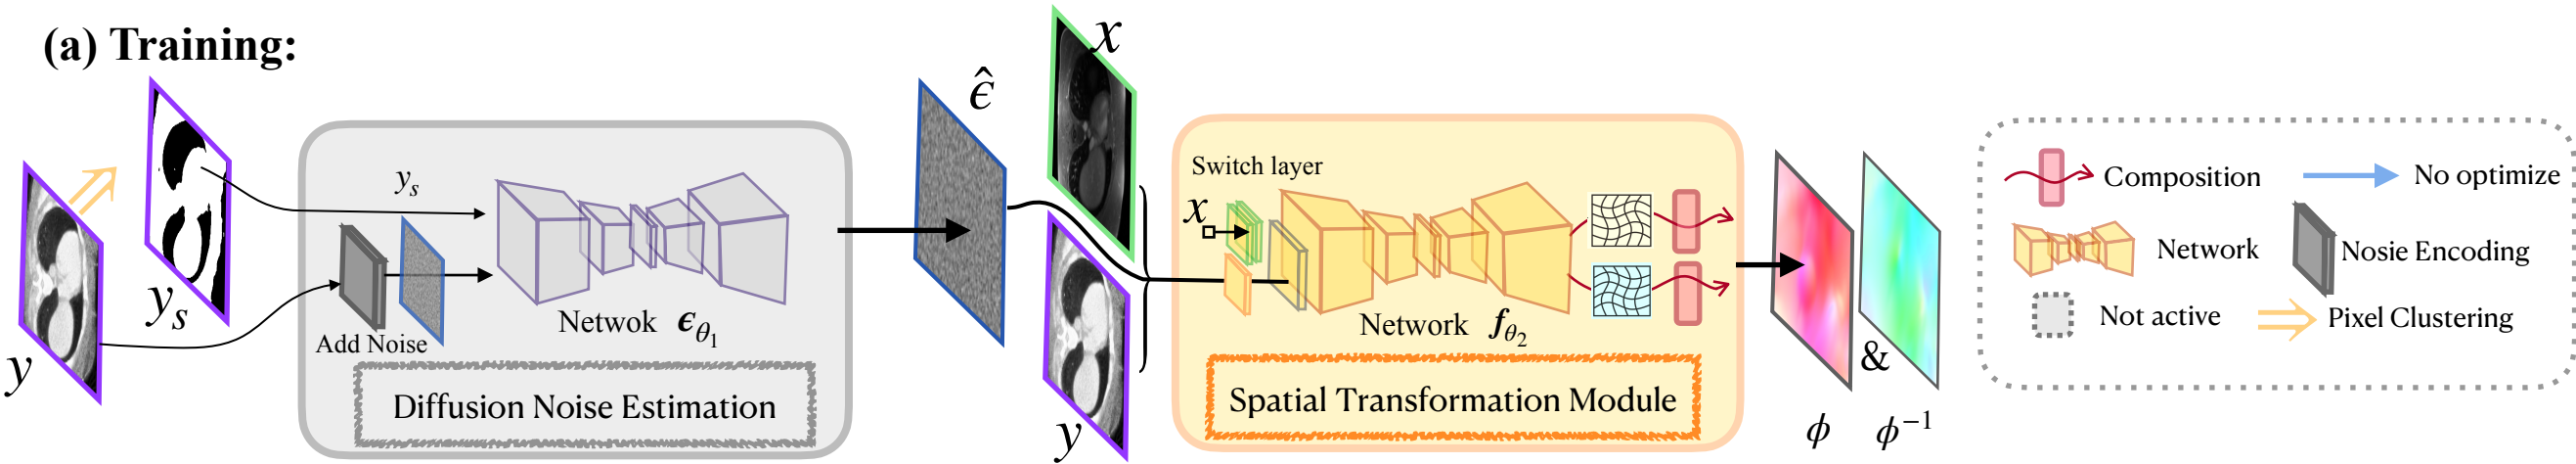 (a) Training:
y
y_s
y_s
Add Noise
Netwok ϵ_θ₁
Diffusion Noise Estimation
ϵ̂
x
y
Switch layer
x
Network f_θ₂
Spatial Transformation Module
ϕ & ϕ⁻¹
Composition
No optimize
Network
Nosie Encoding
Not active
Pixel Clustering